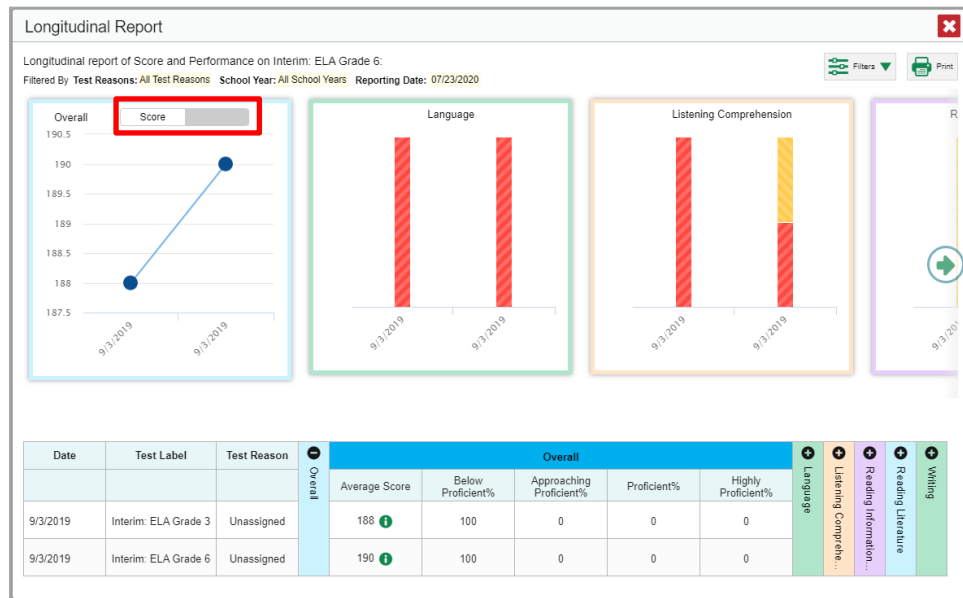 Longitudinal Report
Longitudinal report of Score and Performance on Interim: ELA Grade 6:
Filtered By Test Reasons: All Test Reasons School Year: All School Years Reporting Date: 07/23/2020
Filters
Print
Overall
Score
190.5
190
189.5
189
188.5
188
187.5
9/3/2019
9/3/2019
Language
9/3/2019
9/3/2019
Listening Comprehension
9/3/2019
9/3/2019
R
9/3/201
Date Test Label Test Reason Overall Overall Language Listening Comprehe... Reading Information... Reading Literature Writing
Average Score Below Proficient% Approaching Proficient% Proficient% Highly Proficient%
9/3/2019 Interim: ELA Grade 3 Unassigned 188 100 0 0 0
9/3/2019 Interim: ELA Grade 6 Unassigned 190 100 0 0 0